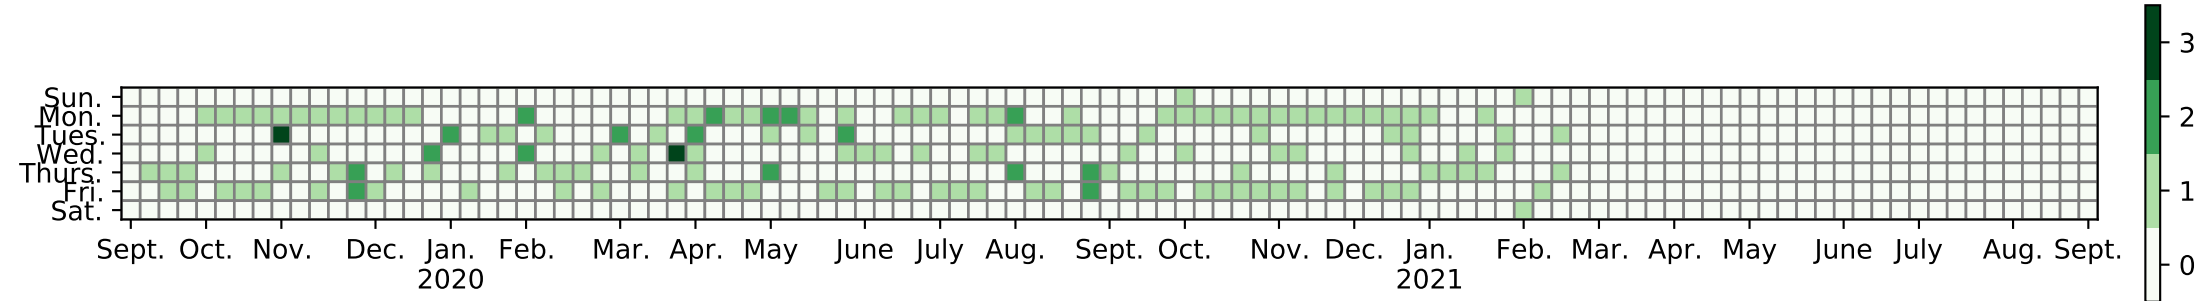 Sun.
Mon.
Tues.
Wed.
Thurs.
Fri.
Sat.
Sept. Oct. Nov. Dec. Jan. Feb. Mar. Apr. May June July Aug. Sept. Oct. Nov. Dec. Jan. Feb. Mar. Apr. May June July Aug. Sept.
2020 2021
3
2
1
0